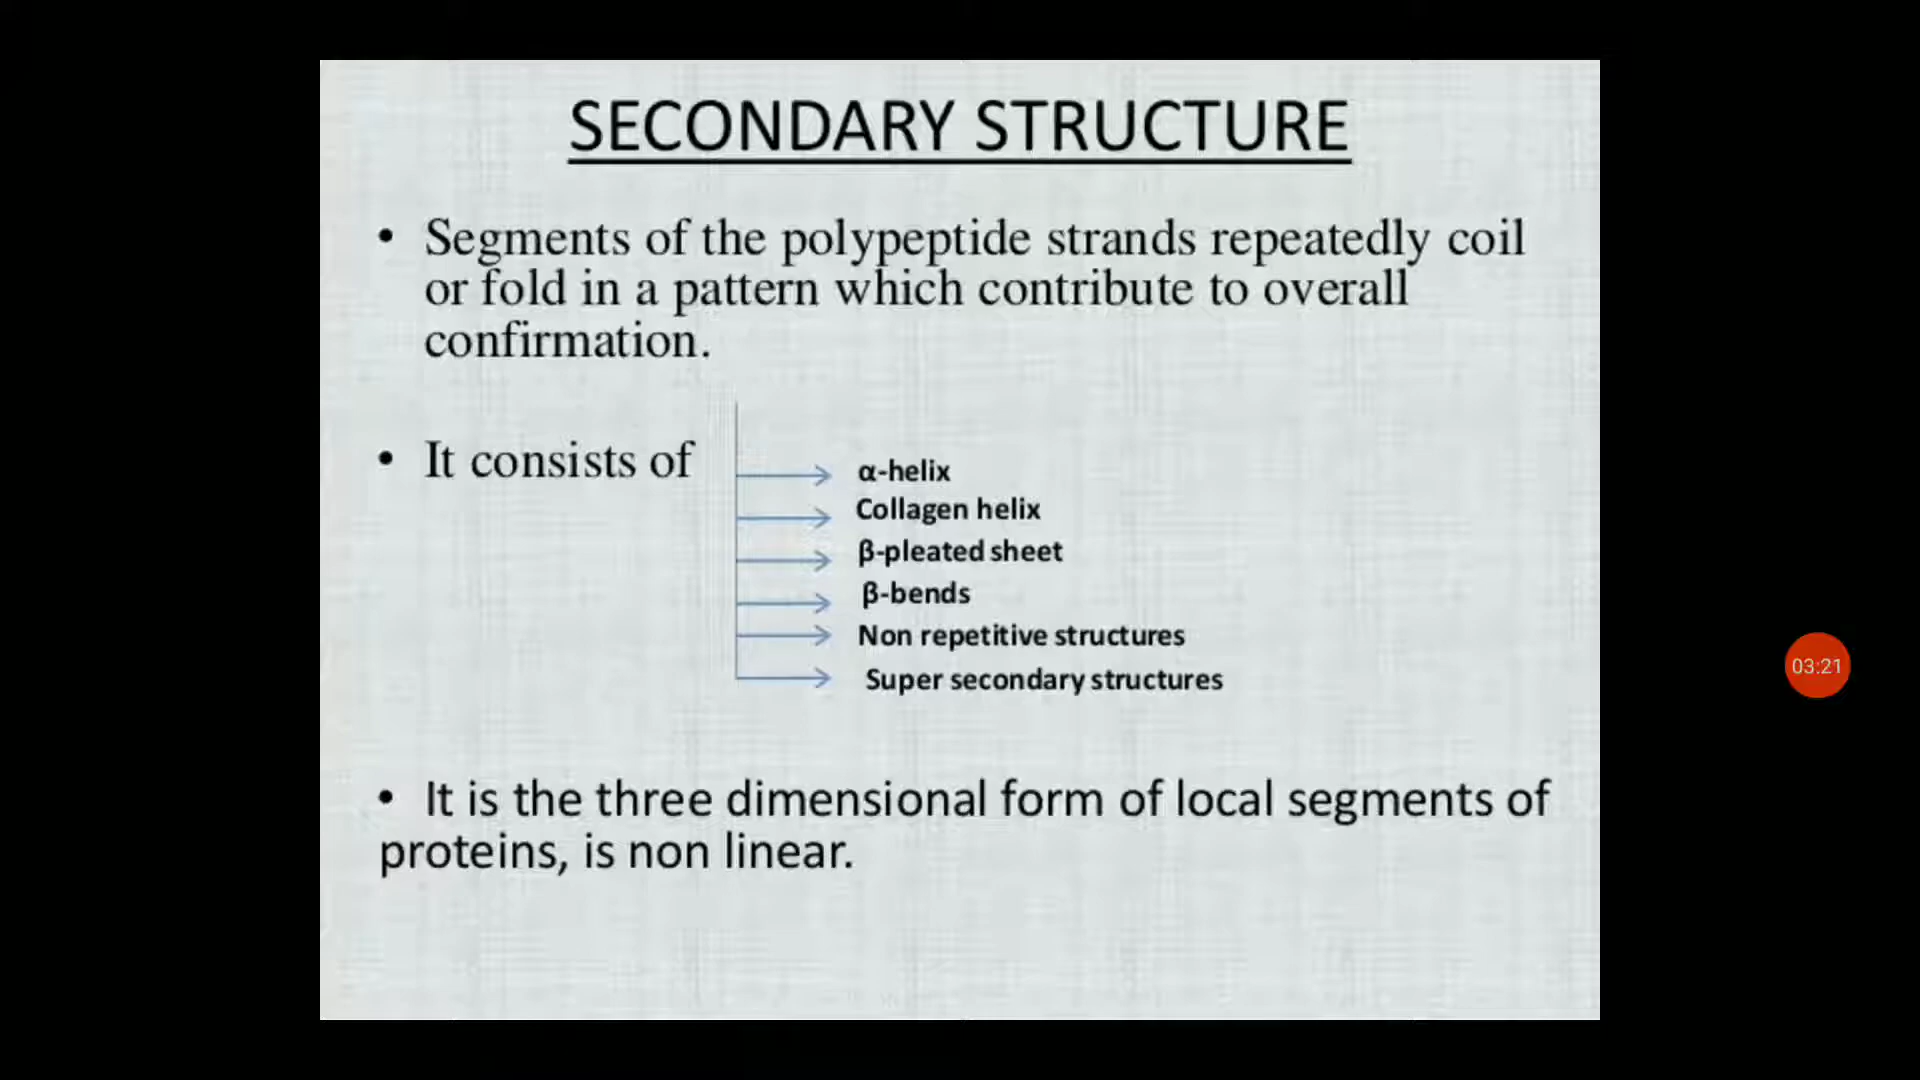 SECONDARY STRUCTURE
• Segments of the polypeptide strands repeatedly coil
or fold in a pattern which contribute to overall
confirmation.
• It consists of
α-helix
Collagen helix
β-pleated sheet
β-bends
Non repetitive structures
Super secondary structures
• It is the three dimensional form of local segments of
proteins, is non linear.
03:21